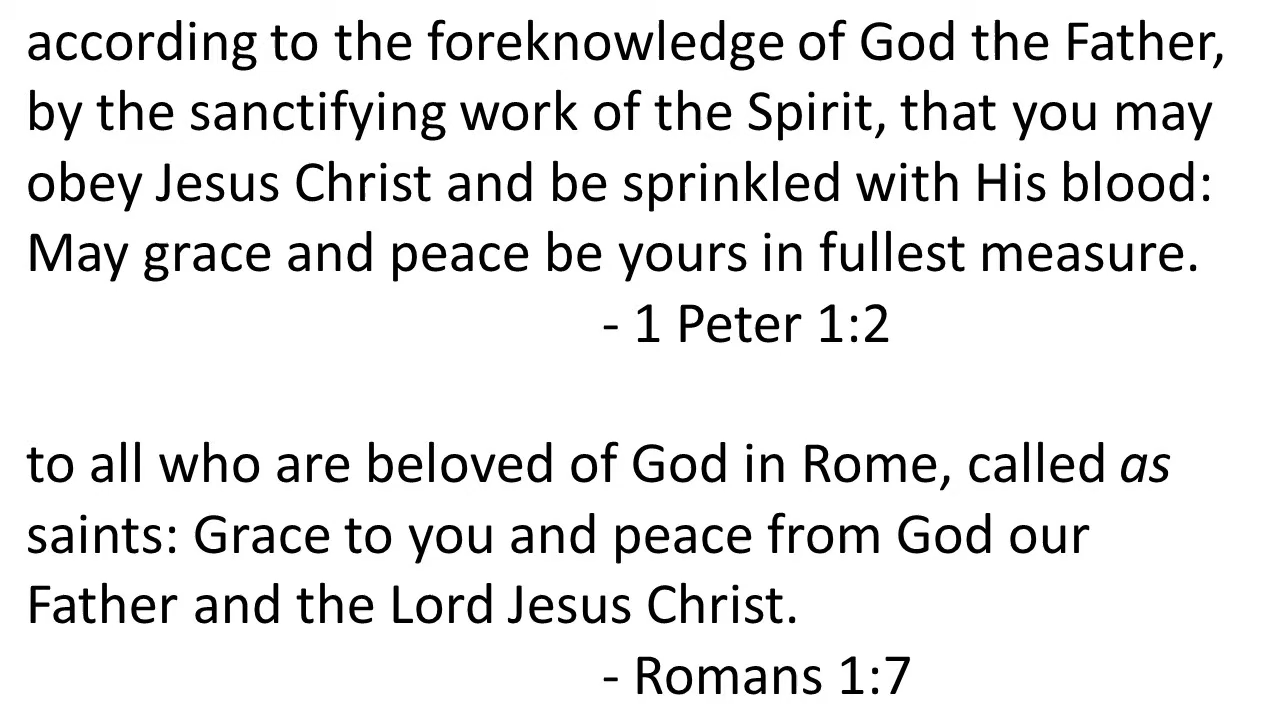 according to the foreknowledge of God the Father,
by the sanctifying work of the Spirit, that you may
obey Jesus Christ and be sprinkled with His blood:
May grace and peace be yours in fullest measure.
- 1 Peter 1:2
to all who are beloved of God in Rome, called as
saints: Grace to you and peace from God our
Father and the Lord Jesus Christ.
- Romans 1:7